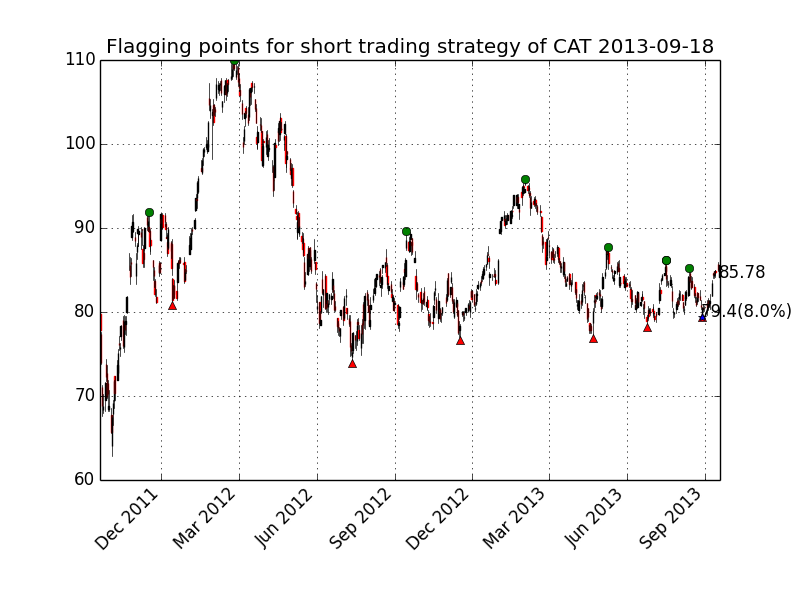 Flagging points for short trading strategy of CAT 2013-09-18
110
100
90
80
70
60
85.78
79.4(8.0%)
Dec 2011
Mar 2012
Jun 2012
Sep 2012
Dec 2012
Mar 2013
Jun 2013
Sep 2013